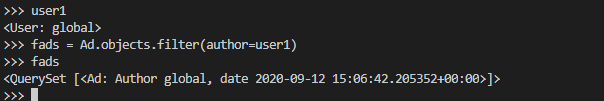 >>> user1
<User: global>
>>> fads = Ad.objects.filter(author=user1)
>>> fads
<QuerySet [<Ad: Author global, date 2020-09-12 15:06:42.205352+00:00>]>
>>>